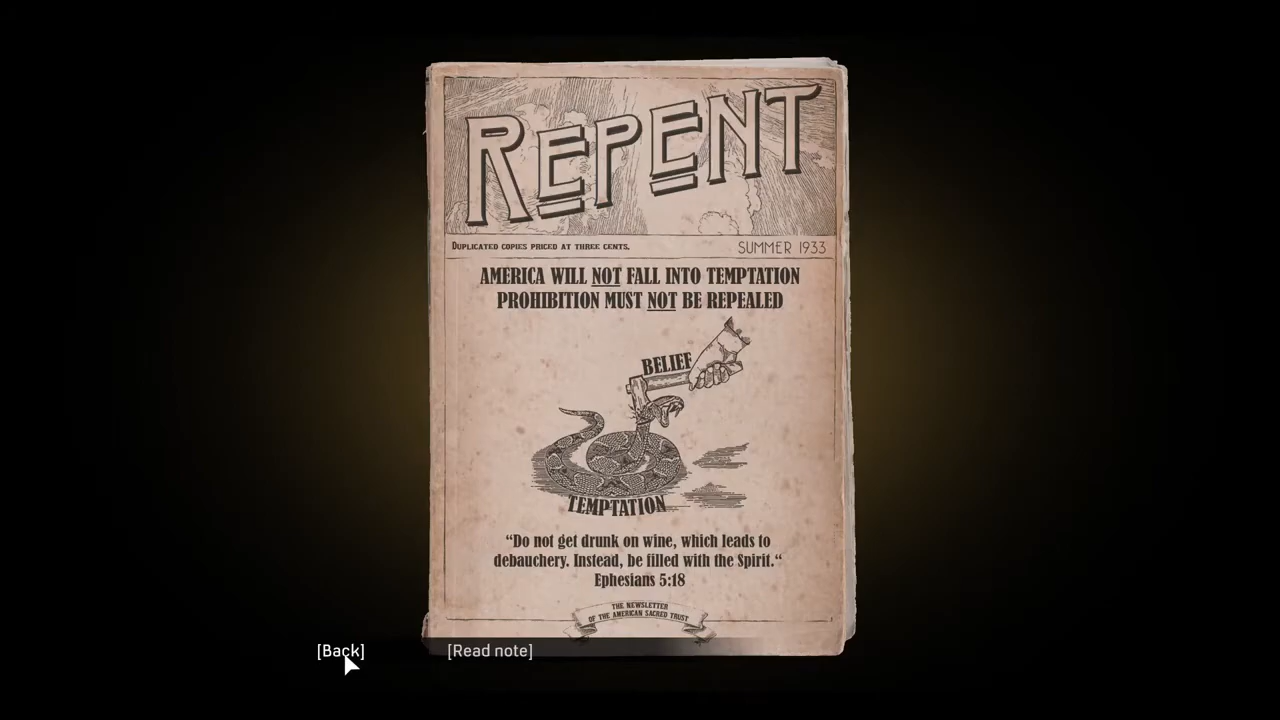 REPENT
DUPLICATED COPIES PRICED AT THREE CENTS.
SUMMER 1933
AMERICA WILL NOT FALL INTO TEMPTATION
PROHIBITION MUST NOT BE REPEALED
BELIEF
TEMPTATION
“Do not get drunk on wine, which leads to
debauchery. Instead, be filled with the Spirit.“
Ephesians 5:18
THE NEWSLETTER
OF THE AMERICAN SACRED TRUST
[Back] [Read note]